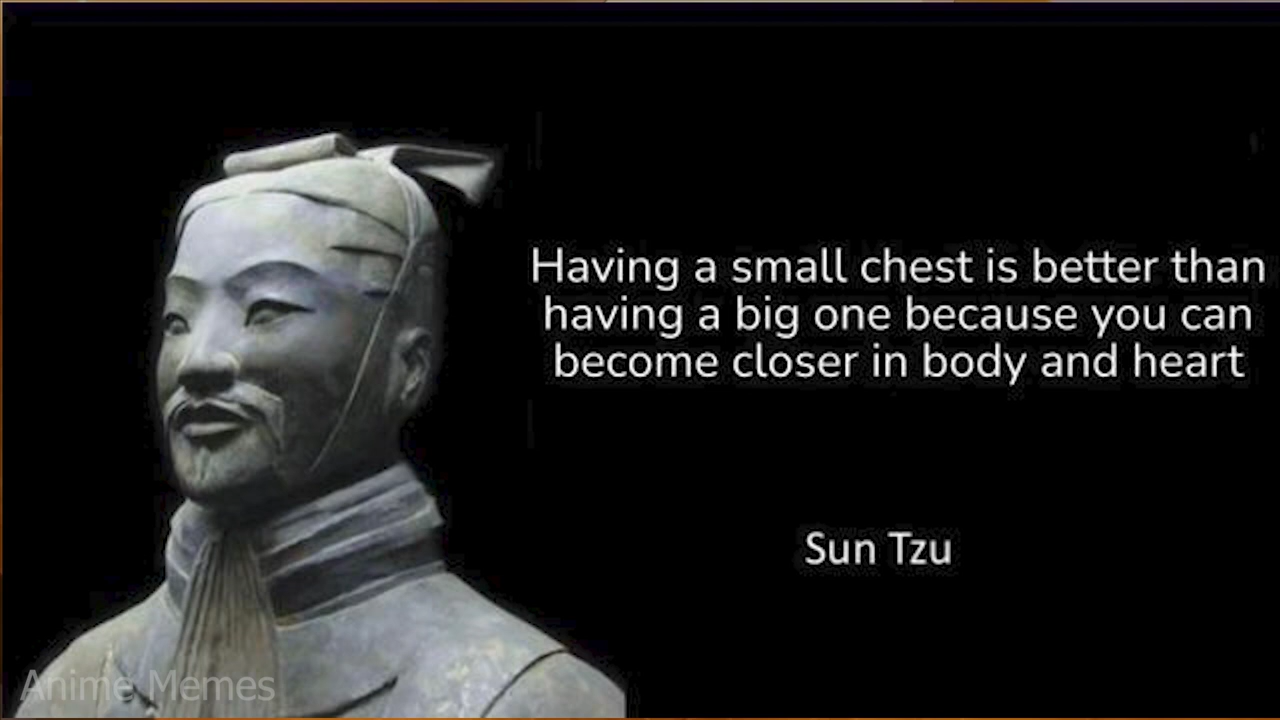 Having a small chest is better than
having a big one because you can
become closer in body and heart
Sun Tzu
Anime Memes